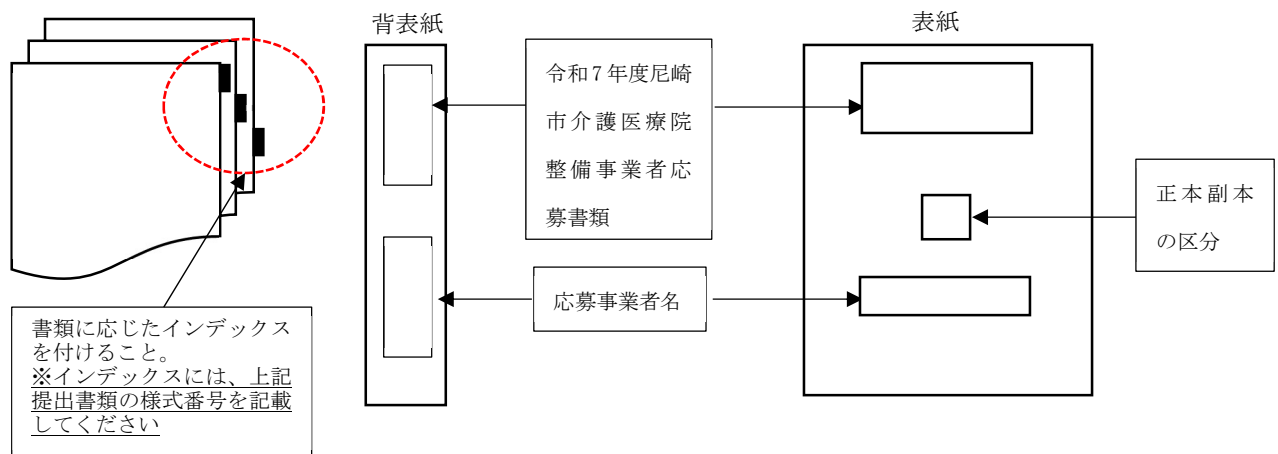 背表紙
表紙
令和７年度尼崎
市介護医療院
整備事業者応
募書類
正本副本
の区分
応募事業者名
書類に応じたインデックス
を付けること。
※インデックスには、上記
提出書類の様式番号を記載
してください